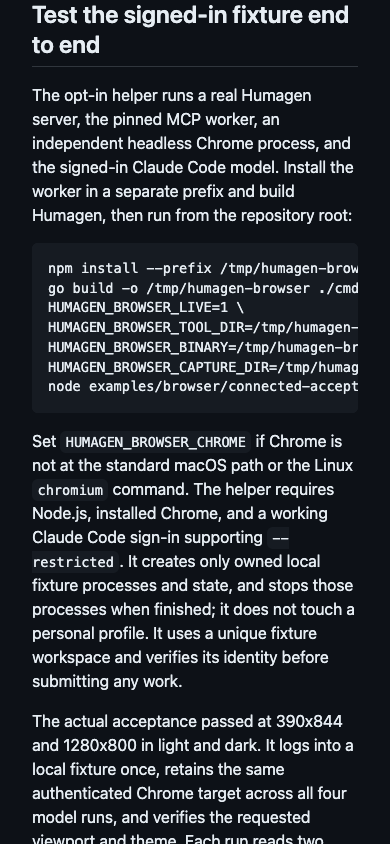 Test the signed-in fixture end
to end
The opt-in helper runs a real Humagen
server, the pinned MCP worker, an
independent headless Chrome process, and
the signed-in Claude Code model. Install the
worker in a separate prefix and build
Humagen, then run from the repository root:
npm install --prefix /tmp/humagen-brow
go build -o /tmp/humagen-browser ./cmd
HUMAGEN_BROWSER_LIVE=1 \
HUMAGEN_BROWSER_TOOL_DIR=/tmp/humagen-
HUMAGEN_BROWSER_BINARY=/tmp/humagen-br
HUMAGEN_BROWSER_CAPTURE_DIR=/tmp/humag
node examples/browser/connected-accept
Set HUMAGEN_BROWSER_CHROME if Chrome is
not at the standard macOS path or the Linux
chromium command. The helper requires
Node.js, installed Chrome, and a working
Claude Code sign-in supporting --
restricted. It creates only owned local
fixture processes and state, and stops those
processes when finished; it does not touch a
personal profile. It uses a unique fixture
workspace and verifies its identity before
submitting any work.
The actual acceptance passed at 390x844
and 1280x800 in light and dark. It logs into a
local fixture once, retains the same
authenticated Chrome target across all four
model runs, and verifies the requested
viewport and theme. Each run reads two